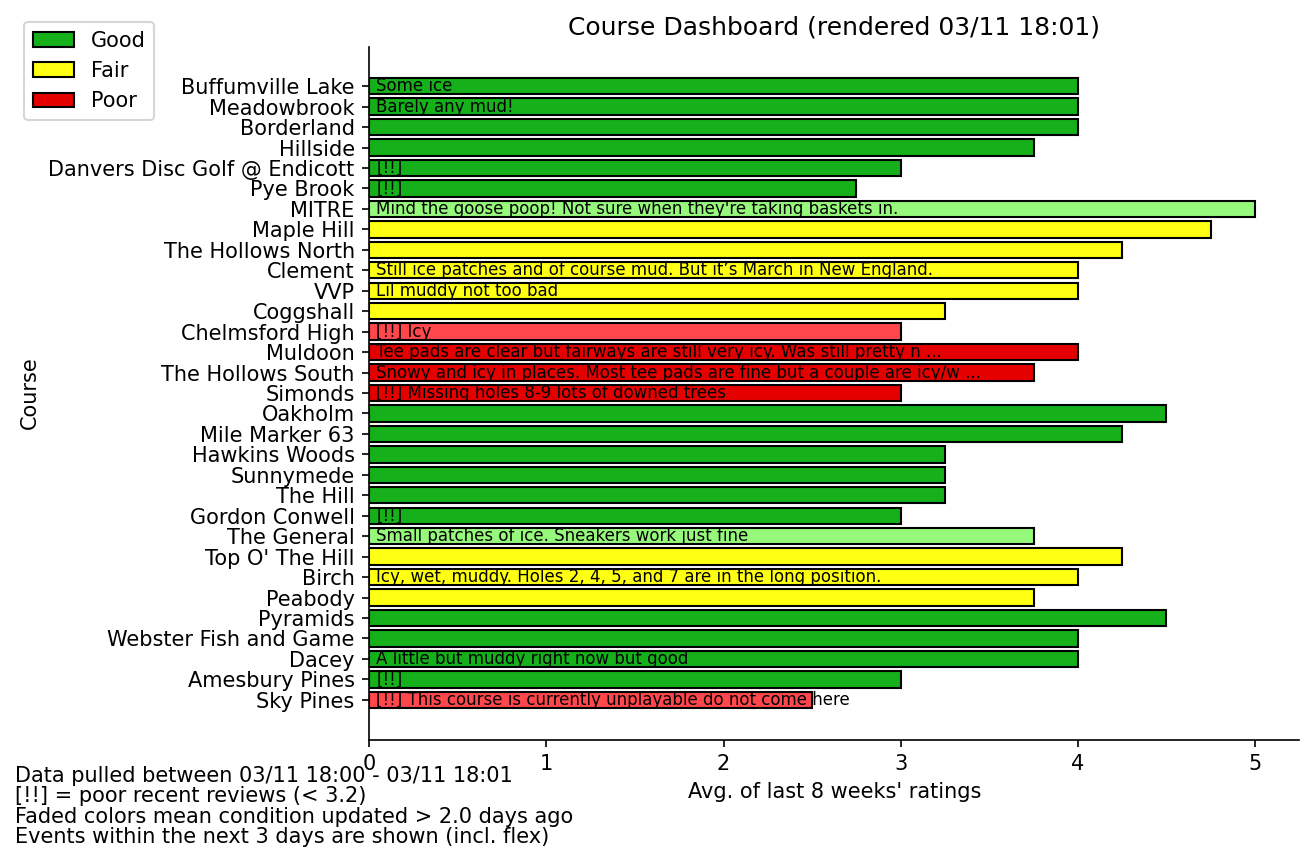 Course Dashboard (rendered 03/11 18:01)
Good
Fair
Poor
Buffumville Lake Some ice
Meadowbrook Barely any mud!
Borderland
Hillside
Danvers Disc Golf @ Endicott [!!]
Pye Brook [!!]
MITRE Mind the goose poop! Not sure when they're taking baskets in.
Maple Hill
The Hollows North
Clement Still ice patches and of course mud. But it’s March in New England.
VVP Lil muddy not too bad
Coggshall
Chelmsford High [!!] Icy
Muldoon Tee pads are clear but fairways are still very icy. Was still pretty n ...
The Hollows South Snowy and icy in places. Most tee pads are fine but a couple are icy/w ...
Simonds [!!] Missing holes 8-9 lots of downed trees
Oakholm
Mile Marker 63
Hawkins Woods
Sunnymede
The Hill
Gordon Conwell [!!]
The General Small patches of ice. Sneakers work just fine
Top O' The Hill
Birch Icy, wet, muddy. Holes 2, 4, 5, and 7 are in the long position.
Peabody
Pyramids
Webster Fish and Game
Dacey A little but muddy right now but good
Amesbury Pines [!!]
Sky Pines [!!] This course is currently unplayable do not come here
Course
0 1 2 3 4 5
Avg. of last 8 weeks' ratings
Data pulled between 03/11 18:00 - 03/11 18:01
[!!] = poor recent reviews (< 3.2)
Faded colors mean condition updated > 2.0 days ago
Events within the next 3 days are shown (incl. flex)